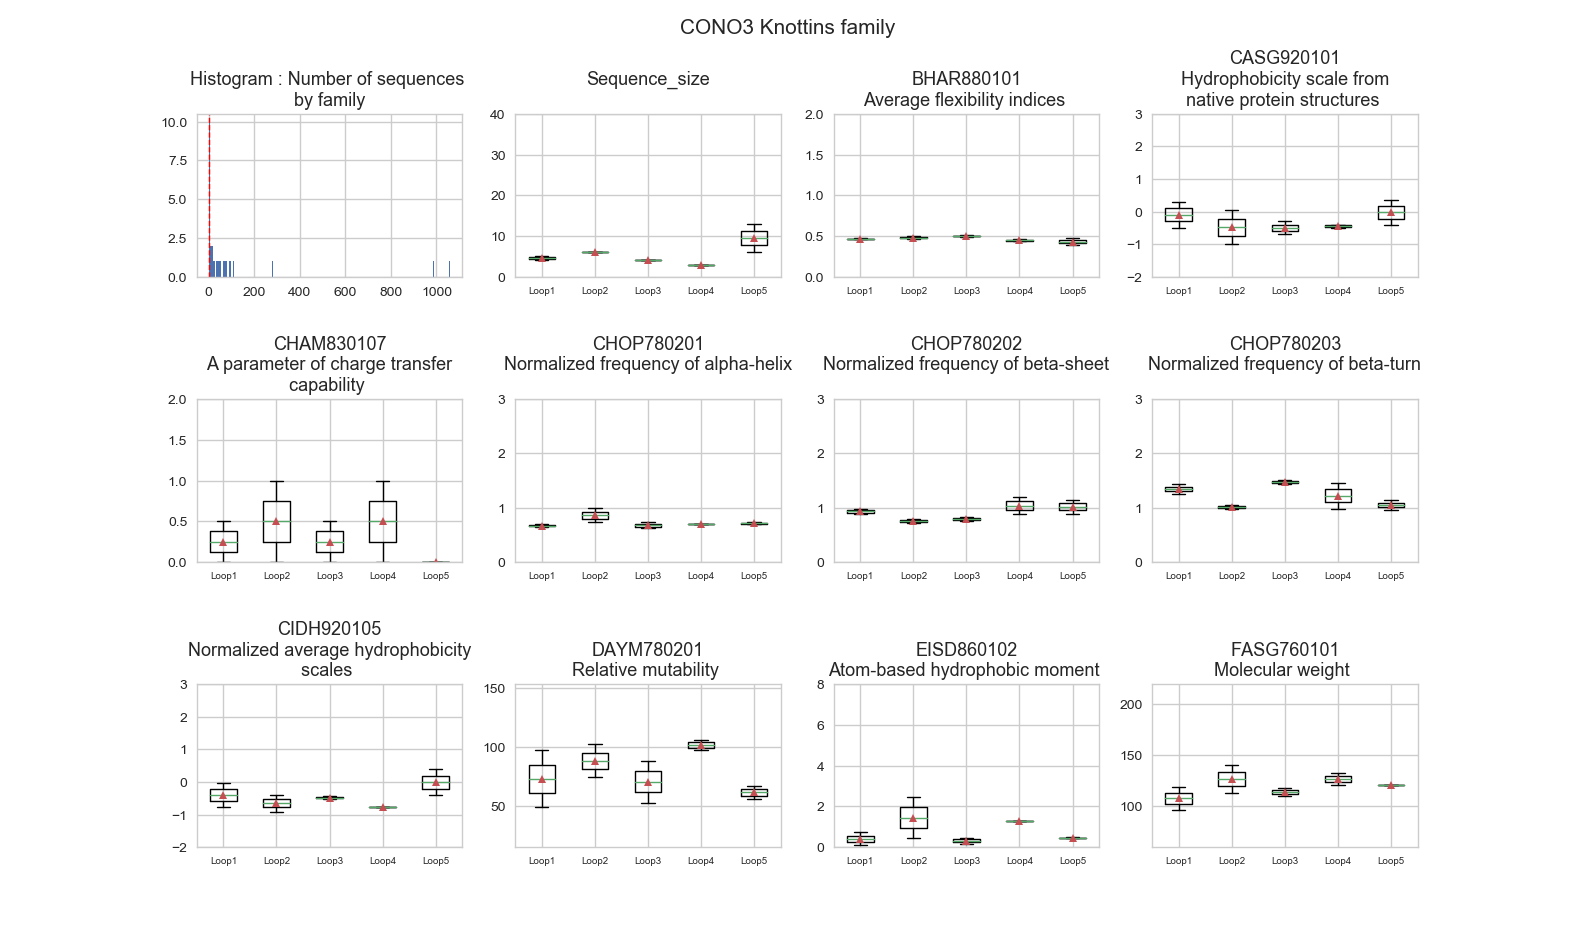 CONO3 Knottins family
Histogram : Number of sequences
by family
10.0
7.5
5.0
2.5
0.0
0 200 400 600 800 1000
Sequence_size
40
30
20
10
0
Loop1 Loop2 Loop3 Loop4 Loop5
BHAR880101
Average flexibility indices
2.0
1.5
1.0
0.5
0.0
Loop1 Loop2 Loop3 Loop4 Loop5
CASG920101
Hydrophobicity scale from
native protein structures
3
2
1
0
−1
−2
Loop1 Loop2 Loop3 Loop4 Loop5
CHAM830107
A parameter of charge transfer
capability
2.0
1.5
1.0
0.5
0.0
Loop1 Loop2 Loop3 Loop4 Loop5
CHOP780201
Normalized frequency of alpha-helix
3
2
1
0
Loop1 Loop2 Loop3 Loop4 Loop5
CHOP780202
Normalized frequency of beta-sheet
3
2
1
0
Loop1 Loop2 Loop3 Loop4 Loop5
CHOP780203
Normalized frequency of beta-turn
3
2
1
0
Loop1 Loop2 Loop3 Loop4 Loop5
CIDH920105
Normalized average hydrophobicity
scales
3
2
1
0
−1
−2
Loop1 Loop2 Loop3 Loop4 Loop5
DAYM780201
Relative mutability
150
100
50
Loop1 Loop2 Loop3 Loop4 Loop5
EISD860102
Atom-based hydrophobic moment
8
6
4
2
0
Loop1 Loop2 Loop3 Loop4 Loop5
FASG760101
Molecular weight
200
150
100
Loop1 Loop2 Loop3 Loop4 Loop5